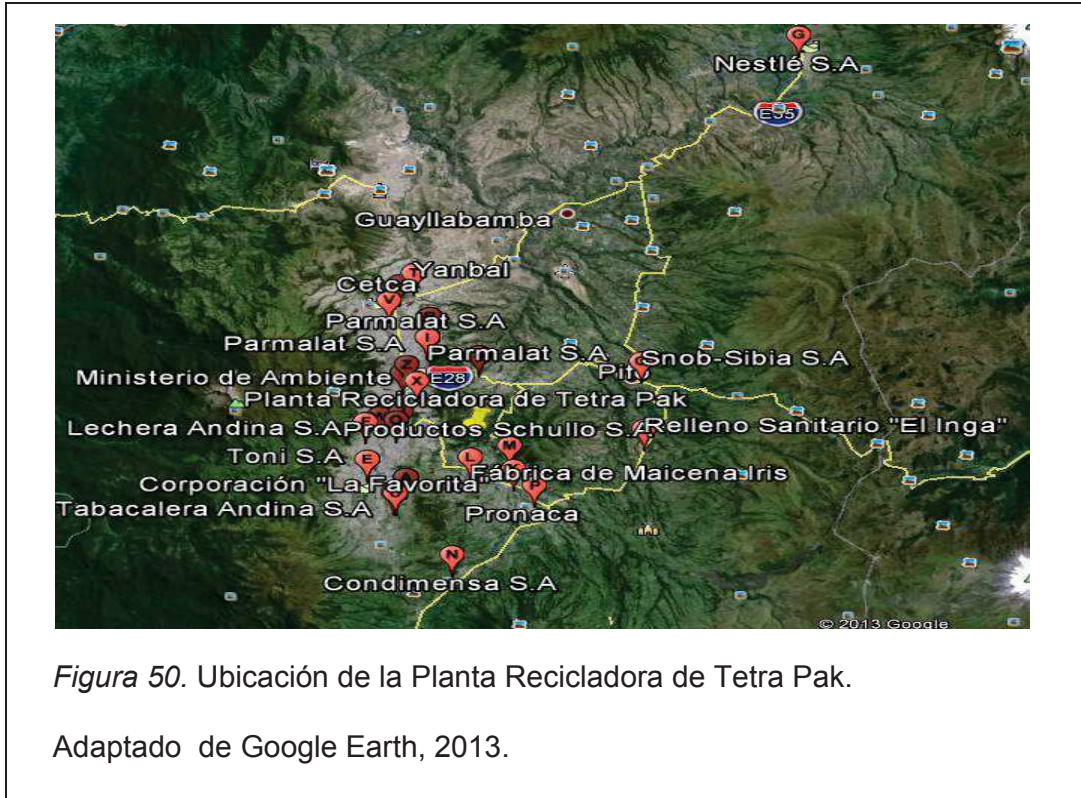 G
Nestlé S.A
E35
Guayllabamba
Yanbal
Cetca
V
Parmalat S.A
I
Parmalat S.A
Parmalat S.A
Snob-Sibia S.A
Z
Pifo
Ministerio de Ambiente
X
E28
Planta Recicladora de Tetra Pak
Lechera Andina S.A
Productos Schullo S.A
Relleno Sanitario "El Inga"
M
Toni S.A
E
L
Fábrica de Maicena Iris
Corporación "La Favorita"
P
Tabacalera Andina S.A
Pronaca
N
Condimensa S.A
© 2013 Google
Figura 50. Ubicación de la Planta Recicladora de Tetra Pak.
Adaptado de Google Earth, 2013.